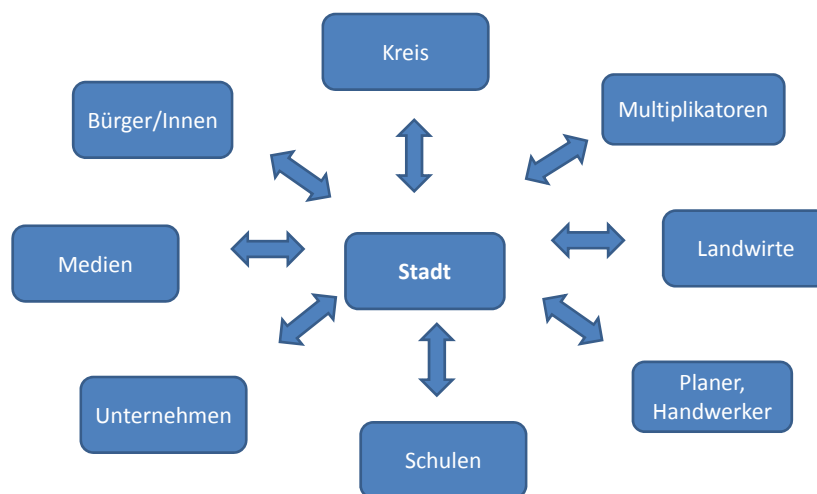 Kreis
Bürger/Innen
Multiplikatoren
Medien
Stadt
Landwirte
Unternehmen
Schulen
Planer,
Handwerker